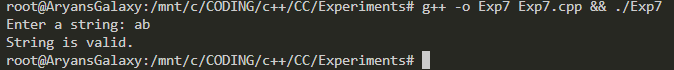 root@AryansGalaxy:/mnt/c/CODING/c++/CC/Experiments# g++ -o Exp7 Exp7.cpp && ./Exp7
Enter a string: ab
String is valid.
root@AryansGalaxy:/mnt/c/CODING/c++/CC/Experiments#